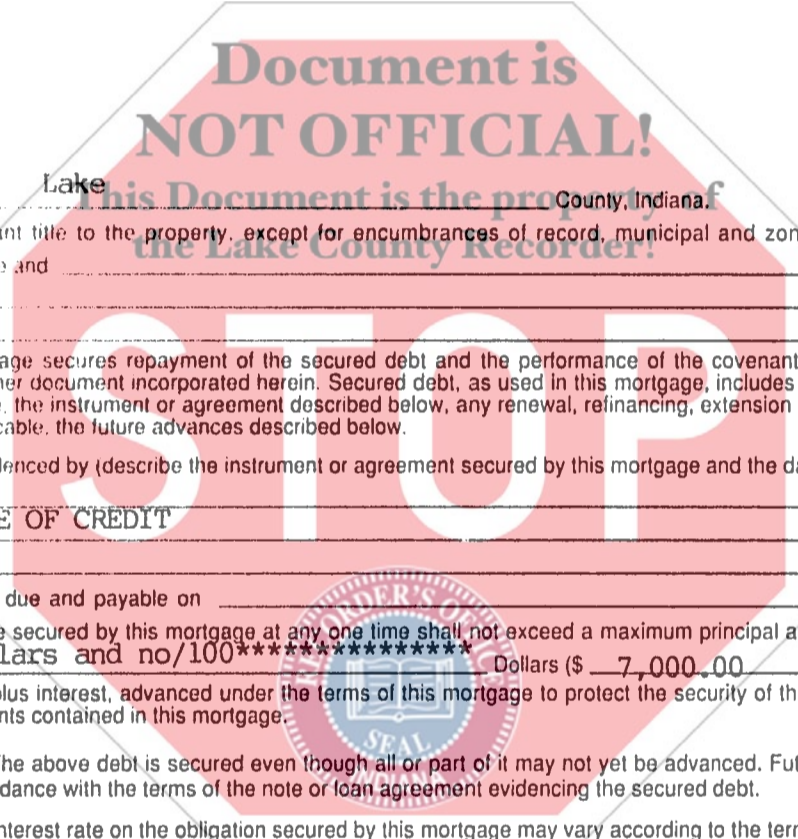 Document is
NOT OFFICIAL!
Lake
This Document is the property of
County, Indiana.
nt title to the property, except for encumbrances of record, municipal and zon
the Lake County Recorder!
and
STOP
age secures repayment of the secured debt and the performance of the covenant
er document incorporated herein. Secured debt, as used in this mortgage, includes
, the instrument or agreement described below, any renewal, refinancing, extension
cable, the future advances described below.
denced by (describe the instrument or agreement secured by this mortgage and the da
E OF CREDIT
due and payable on
RECORDER'S OFFICE
e secured by this mortgage at any one time shall not exceed a maximum principal a
lars and no/100***************
Dollars ($ 7,000.00
plus interest, advanced under the terms of this mortgage to protect the security of th
nts contained in this mortgage.
SEAL
INDIANA
he above debt is secured even though all or part of it may not yet be advanced. Fut
dance with the terms of the note or loan agreement evidencing the secured debt.
nterest rate on the obligation secured by this mortgage may vary according to the term